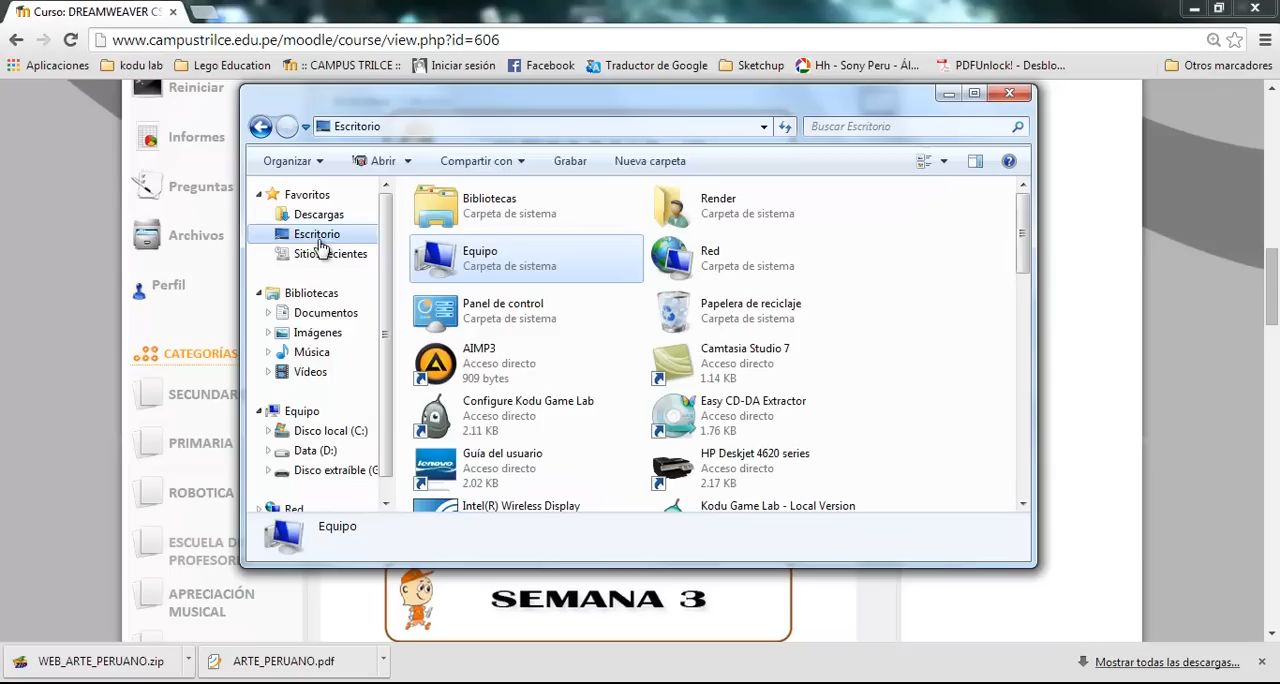 Curso: DREAMWEAVER CS
www.campustrilce.edu.pe/moodle/course/view.php?id=606
Aplicaciones
kodu lab
Lego Education
:: CAMPUS TRILCE ::
Iniciar sesión
Facebook
Traductor de Google
Sketchup
Hh - Sony Peru - Ál...
PDFUnlock! - Desblo...
Otros marcadores
Reiniciar
Informes
Preguntas
Archivos
Perfil
CATEGORÍAS
SECUNDAR
PRIMARIA
ROBOTICA
ESCUELA D
PROFESOR
APRECIACIÓN
MUSICAL
Escritorio
Buscar Escritorio
Organizar
Abrir
Compartir con
Grabar
Nueva carpeta
Favoritos
Descargas
Escritorio
Sitios recientes
Bibliotecas
Documentos
Imágenes
Música
Vídeos
Equipo
Disco local (C:)
Data (D:)
Disco extraíble (G
Red
Bibliotecas
Carpeta de sistema
Render
Carpeta de sistema
Equipo
Carpeta de sistema
Red
Carpeta de sistema
Panel de control
Carpeta de sistema
Papelera de reciclaje
Carpeta de sistema
AIMP3
Acceso directo
909 bytes
Camtasia Studio 7
Acceso directo
1.14 KB
Configure Kodu Game Lab
Acceso directo
2.11 KB
Easy CD-DA Extractor
Acceso directo
1.76 KB
Guía del usuario
Acceso directo
2.02 KB
HP Deskjet 4620 series
Acceso directo
2.17 KB
Intel(R) Wireless Display
Kodu Game Lab - Local Version
lenovo
Equipo
SEMANA 3
WEB_ARTE_PERUANO.zip
ARTE_PERUANO.pdf
Mostrar todas las descargas...